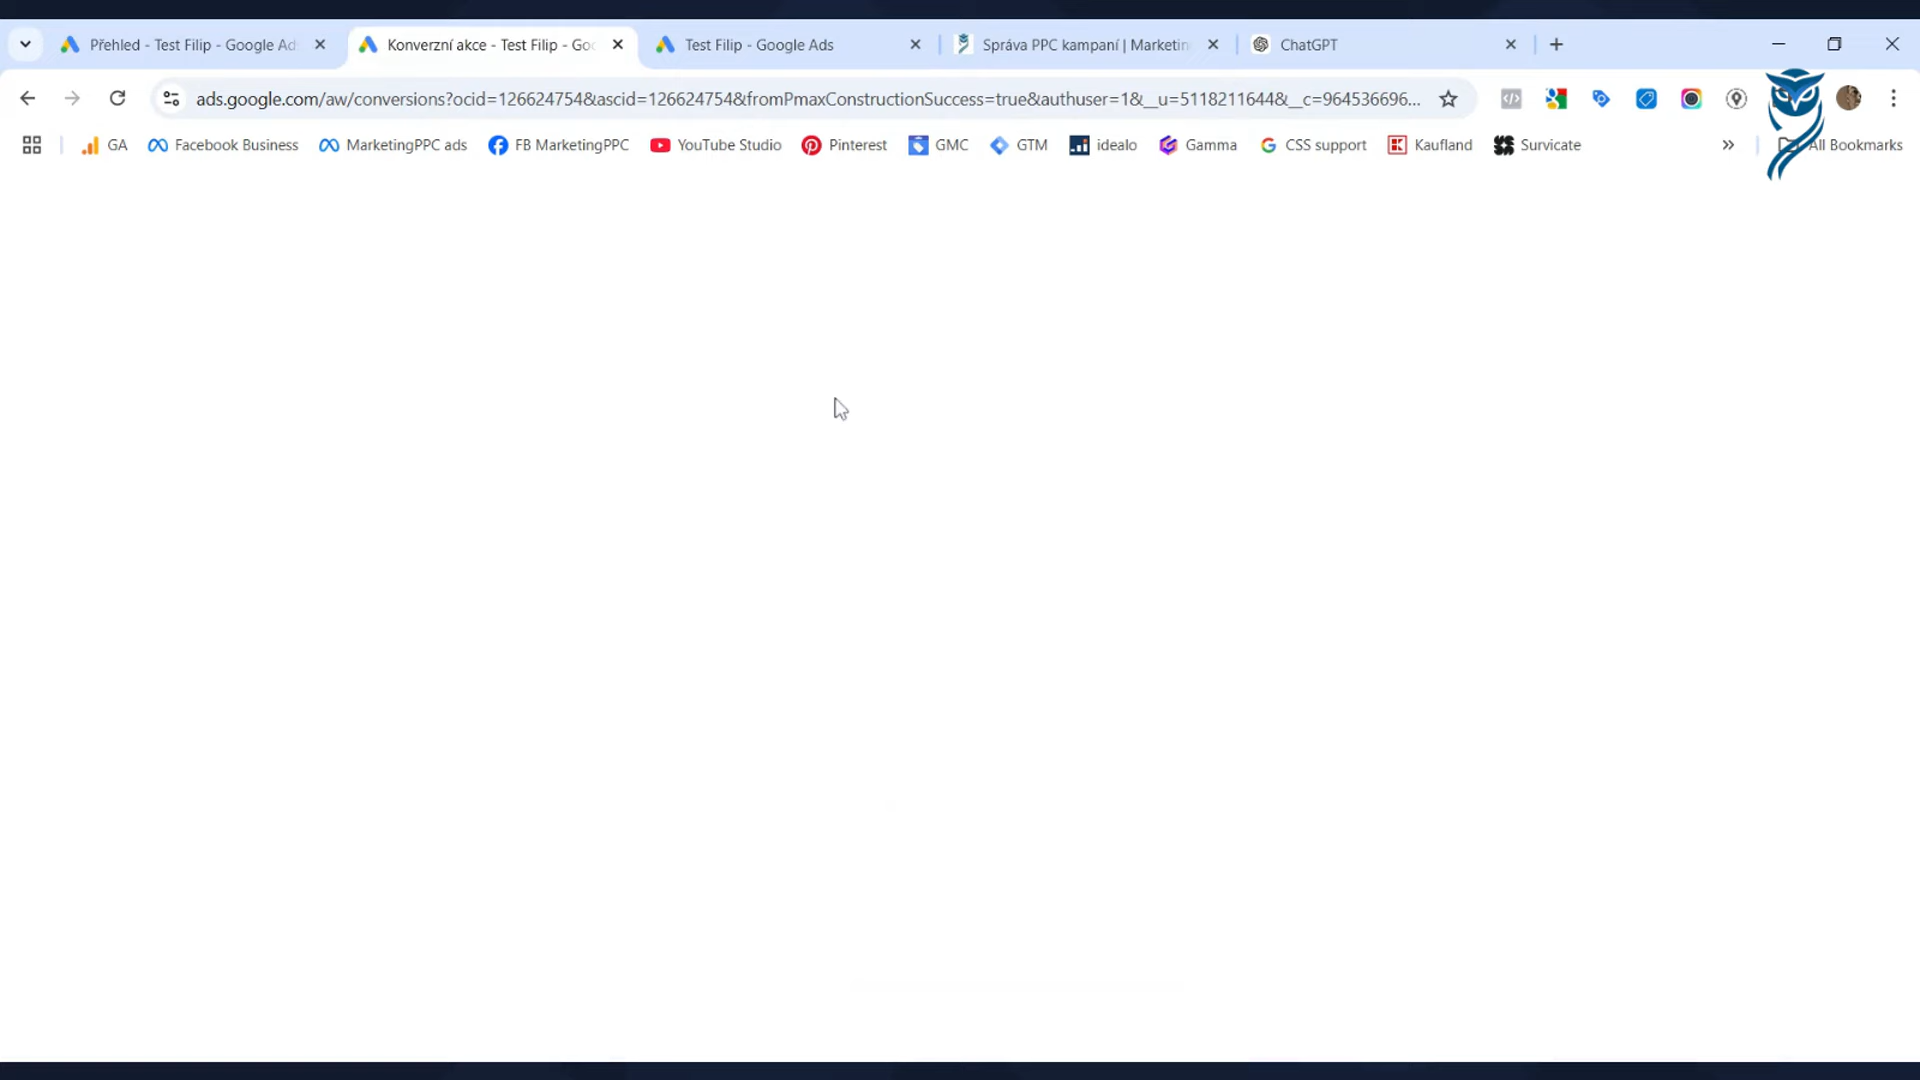 Přehled - Test Filip - Google Ad
Konverzní akce - Test Filip - Go
Test Filip - Google Ads
Správa PPC kampaní | Marketin
ChatGPT
ads.google.com/aw/conversions?ocid=126624754&ascid=126624754&fromPmaxConstructionSuccess=true&authuser=1&__u=5118211644&__c=964536696...
GA
Facebook Business
MarketingPPC ads
FB MarketingPPC
YouTube Studio
Pinterest
GMC
GTM
idealo
Gamma
CSS support
Kaufland
Survicate
All Bookmarks